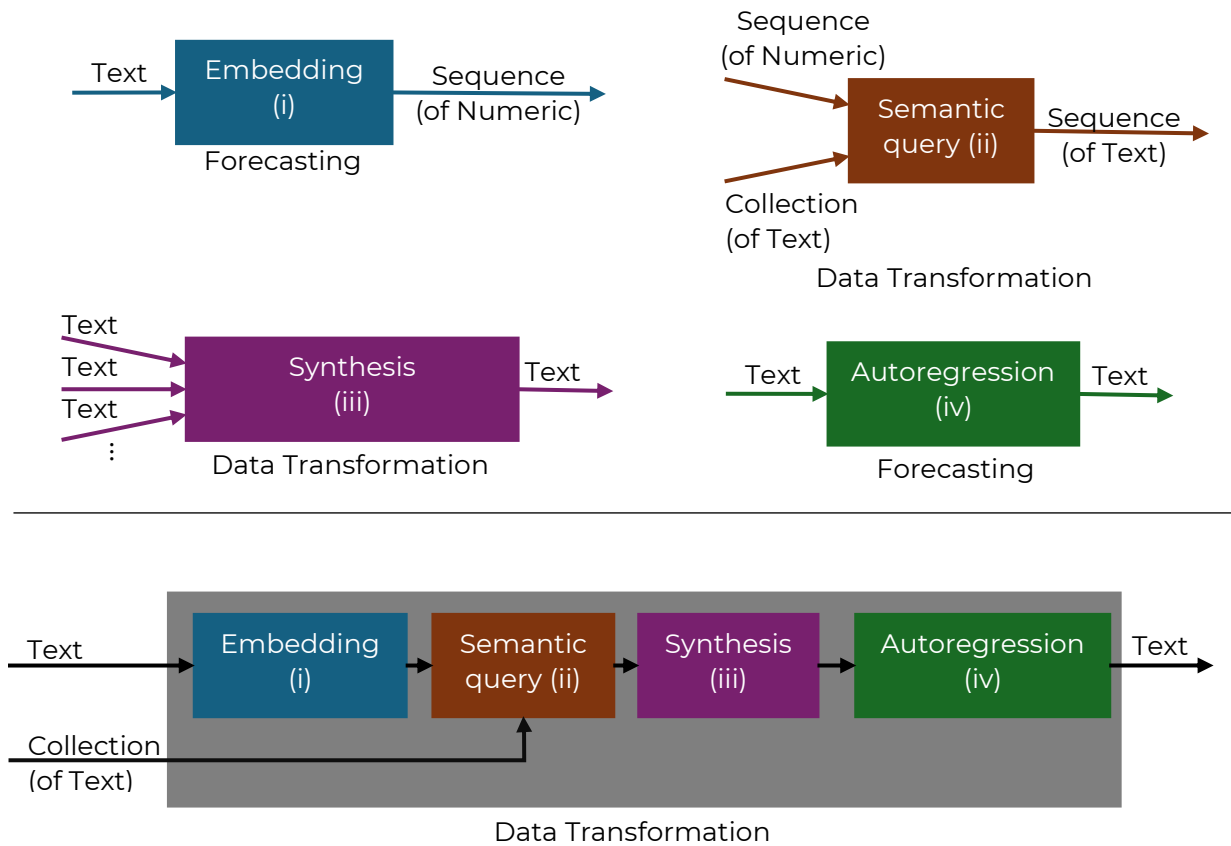 Text
Embedding
(i)
Sequence
(of Numeric)
Forecasting
Sequence
(of Numeric)
Collection
(of Text)
Semantic
query (ii)
Sequence
(of Text)
Data Transformation
Text
Text
Text
...
Synthesis
(iii)
Text
Data Transformation
Text
Autoregression
(iv)
Text
Forecasting
Text
Collection
(of Text)
Embedding
(i)
Semantic
query (ii)
Synthesis
(iii)
Autoregression
(iv)
Text
Data Transformation